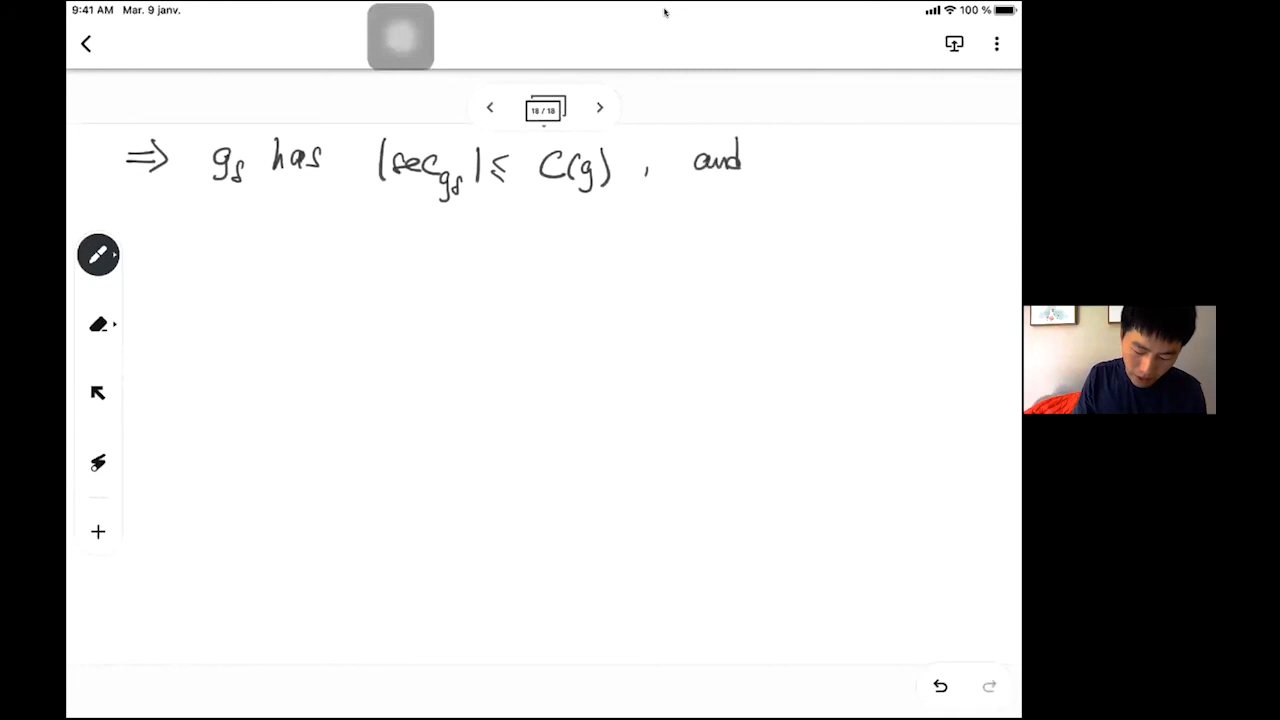 9:41 AM Mar. 9 janv. 100 %
18 / 18
⇒ g_δ has |sec_{g_δ}| ≤ C(g), and